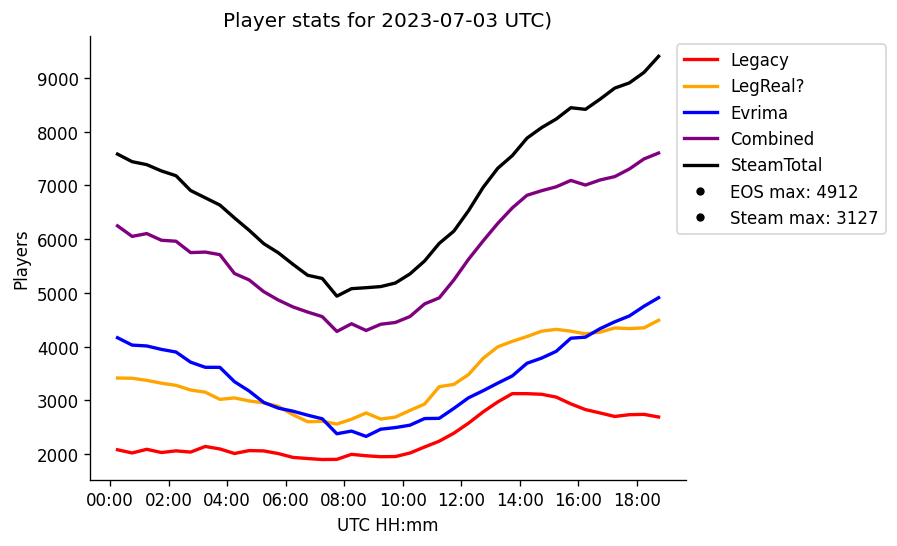 Player stats for 2023-07-03 UTC)
Legacy
LegReal?
Evrima
Combined
SteamTotal
EOS max: 4912
Steam max: 3127
Players
9000
8000
7000
6000
5000
4000
3000
2000
00:00 02:00 04:00 06:00 08:00 10:00 12:00 14:00 16:00 18:00
UTC HH:mm